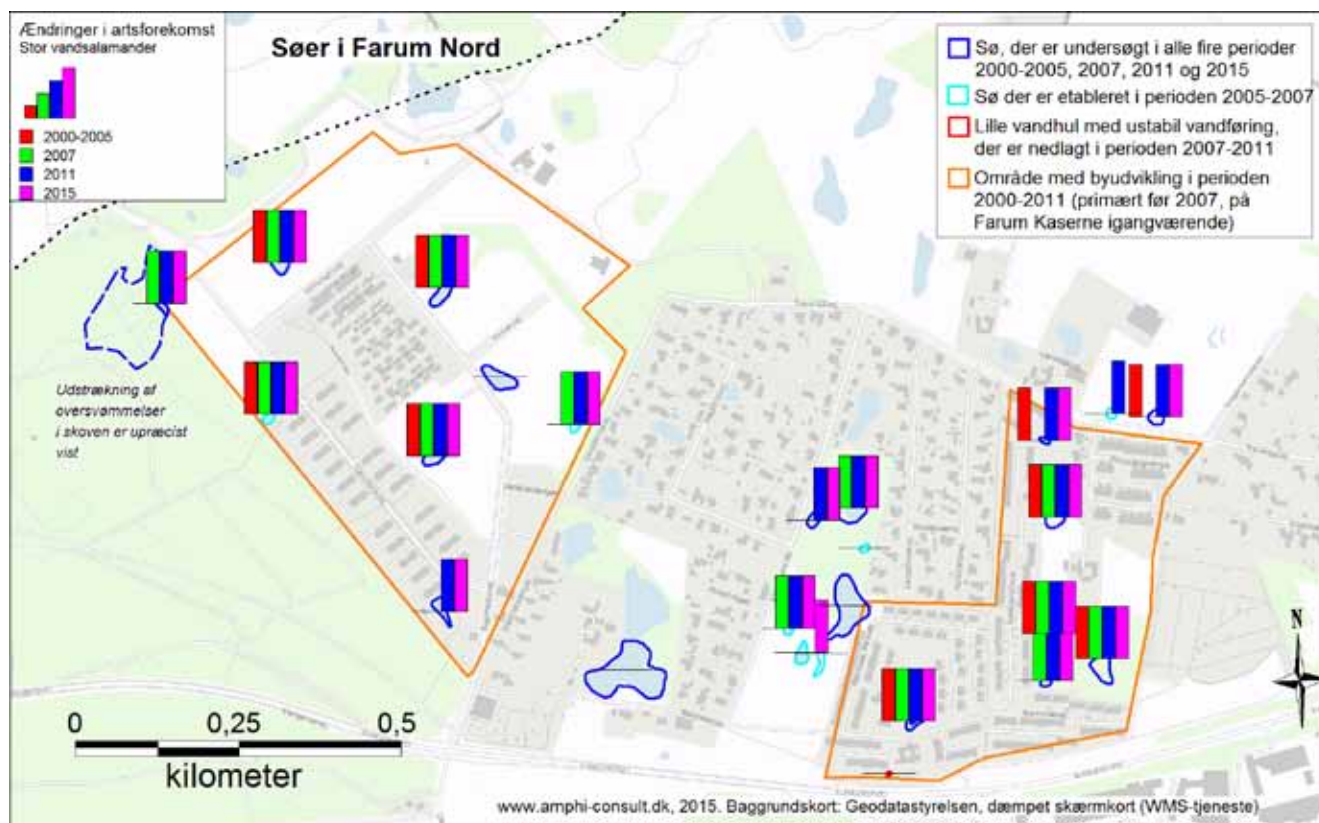 Ændringer i artsforekomst
Stor vandsalamander
2000-2005
2007
2011
2015
Søer i Farum Nord
Sø, der er undersøgt i alle fire perioder
2000-2005, 2007, 2011 og 2015
Sø der er etableret i perioden 2005-2007
Lille vandhul med ustabil vandføring,
der er nedlagt i perioden 2007-2011
Område med byudvikling i perioden
2000-2011 (primært før 2007, på
Farum Kaserne igangværende)
Udstrækning af
oversvømmelser
i skoven er upræcist
vist
N
0 0,25 0,5
kilometer
www.amphi-consult.dk, 2015. Baggrundskort: Geodatastyrelsen, dæmpet skærmkort (WMS-tjeneste)